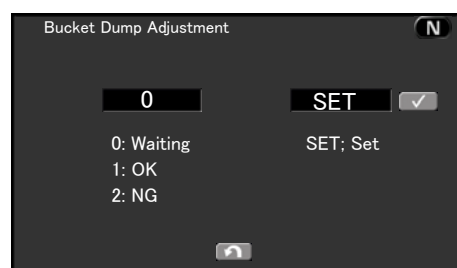 Bucket Dump Adjustment N
0 SET
0: Waiting SET; Set
1: OK
2: NG